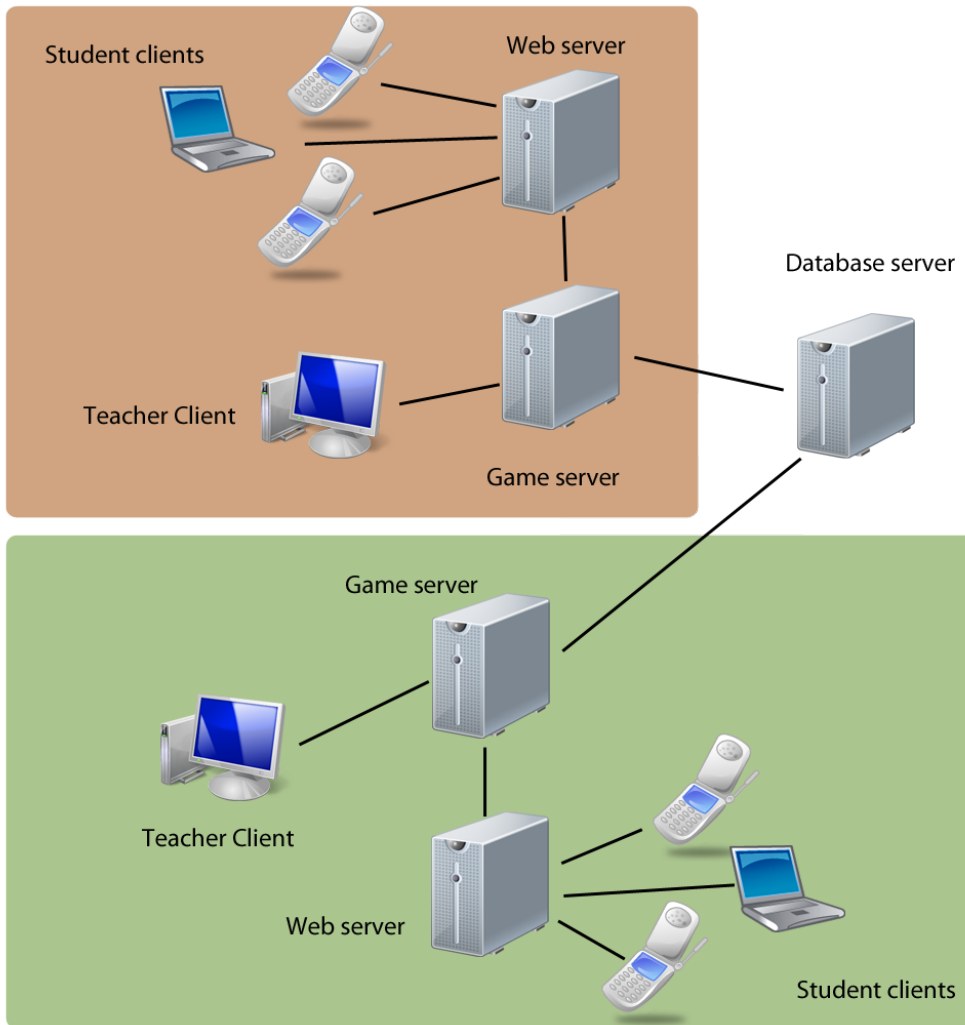 Student clients
Web server
Database server
Teacher Client
Game server
Game server
Teacher Client
Web server
Student clients